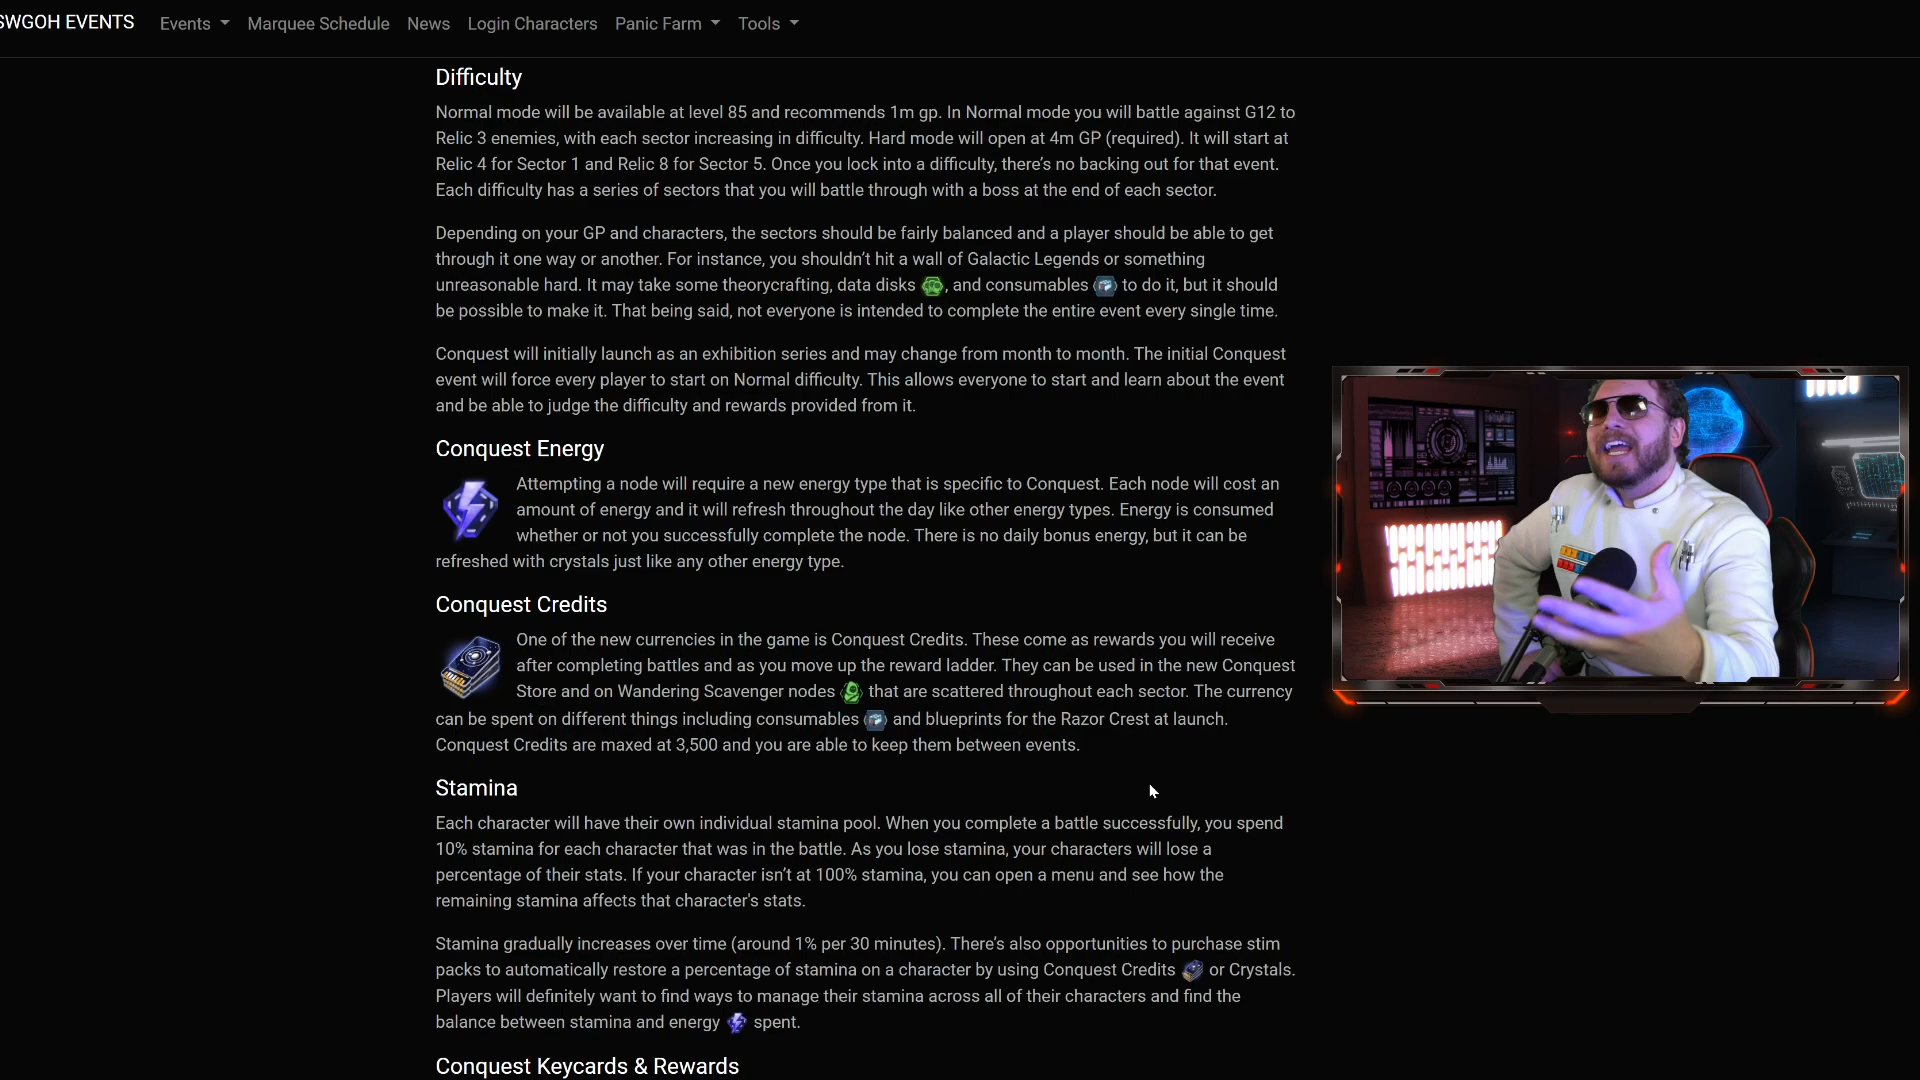 SWGOH EVENTS Events Marquee Schedule News Login Characters Panic Farm Tools
Difficulty
Normal mode will be available at level 85 and recommends 1m gp. In Normal mode you will battle against G12 to
Relic 3 enemies, with each sector increasing in difficulty. Hard mode will open at 4m GP (required). It will start at
Relic 4 for Sector 1 and Relic 8 for Sector 5. Once you lock into a difficulty, there's no backing out for that event.
Each difficulty has a series of sectors that you will battle through with a boss at the end of each sector.
Depending on your GP and characters, the sectors should be fairly balanced and a player should be able to get
through it one way or another. For instance, you shouldn't hit a wall of Galactic Legends or something
unreasonable hard. It may take some theorycrafting, data disks , and consumables to do it, but it should
be possible to make it. That being said, not everyone is intended to complete the entire event every single time.
Conquest will initially launch as an exhibition series and may change from month to month. The initial Conquest
event will force every player to start on Normal difficulty. This allows everyone to start and learn about the event
and be able to judge the difficulty and rewards provided from it.
Conquest Energy
Attempting a node will require a new energy type that is specific to Conquest. Each node will cost an
amount of energy and it will refresh throughout the day like other energy types. Energy is consumed
whether or not you successfully complete the node. There is no daily bonus energy, but it can be
refreshed with crystals just like any other energy type.
Conquest Credits
One of the new currencies in the game is Conquest Credits. These come as rewards you will receive
after completing battles and as you move up the reward ladder. They can be used in the new Conquest
Store and on Wandering Scavenger nodes that are scattered throughout each sector. The currency
can be spent on different things including consumables and blueprints for the Razor Crest at launch.
Conquest Credits are maxed at 3,500 and you are able to keep them between events.
Stamina
Each character will have their own individual stamina pool. When you complete a battle successfully, you spend
10% stamina for each character that was in the battle. As you lose stamina, your characters will lose a
percentage of their stats. If your character isn't at 100% stamina, you can open a menu and see how the
remaining stamina affects that character's stats.
Stamina gradually increases over time (around 1% per 30 minutes). There's also opportunities to purchase stim
packs to automatically restore a percentage of stamina on a character by using Conquest Credits or Crystals.
Players will definitely want to find ways to manage their stamina across all of their characters and find the
balance between stamina and energy spent.
Conquest Keycards & Rewards